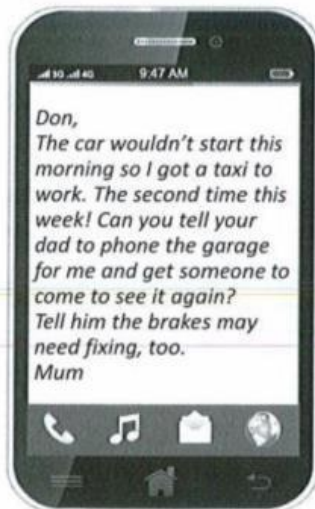 3G 4G 9:47 AM
Don,
The car wouldn't start this
morning so I got a taxi to
work. The second time this
week! Can you tell your
dad to phone the garage
for me and get someone to
come to see it again?
Tell him the brakes may
need fixing, too.
Mum